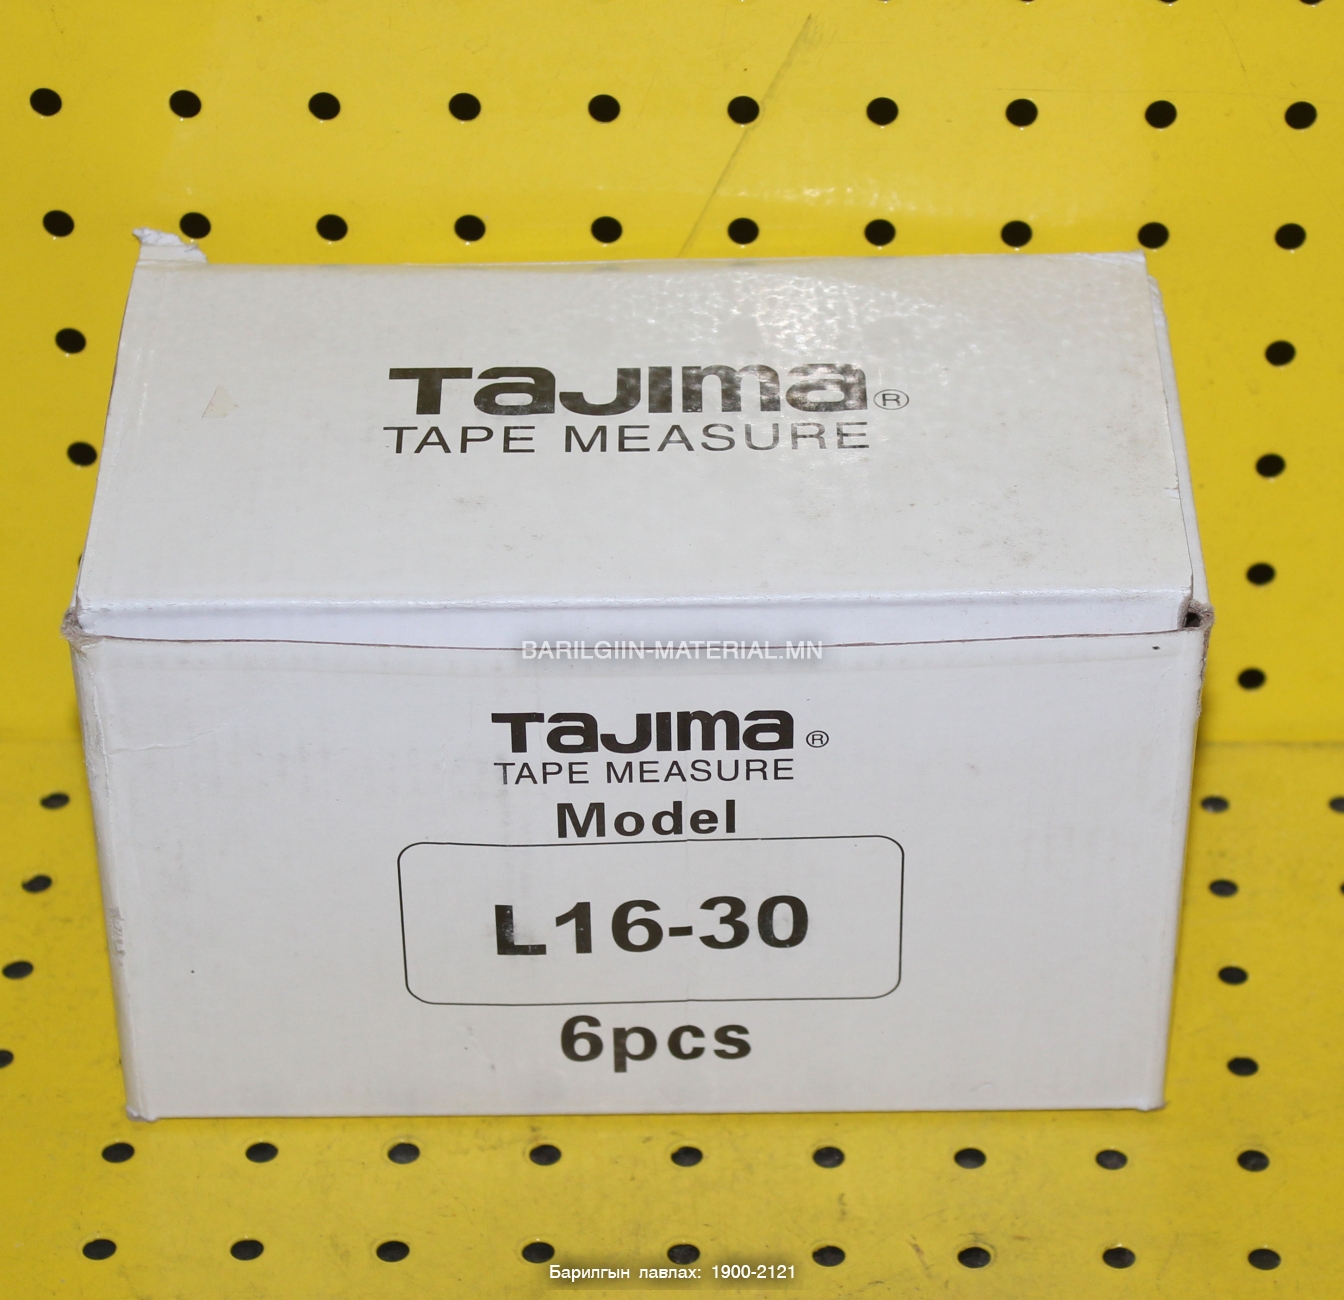 TaJIma®
TAPE MEASURE
BARILGIIN-MATERIAL.MN
TaJIma®
TAPE MEASURE
Model
L16-30
6pcs
Барилгын лавлах: 1900-2121